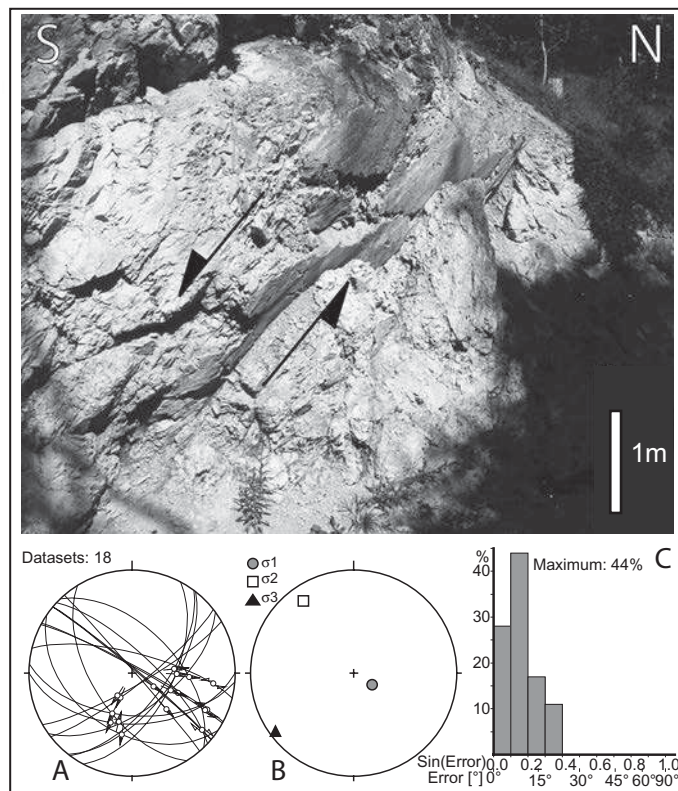 S N
1m
Datasets: 18
A
σ1
σ2
σ3
B
% Maximum: 44% C
40
30
20
10
Sin(Error) 0.0 0.2 0.4 0.6 0.8 1.0
Error [°] 0° 15° 30° 45° 60° 90°